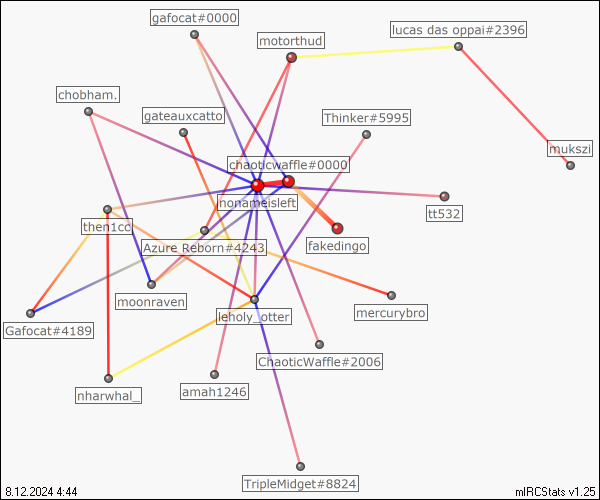 gafocat#0000
lucas das oppai#2396
motorthud
chobham.
gateauxcatto
Thinker#5995
mukszi
chaoticwaffle#0000
nonameisleft
tt532
then1cc
Azure_Reborn#4243
fakedingo
moonraven
mercurybro
leholy_otter
Gafocat#4189
ChaoticWaffle#2006
nharwhal_
amah1246
TripleMidget#8824
8.12.2024 4:44
mIRCStats v1.25